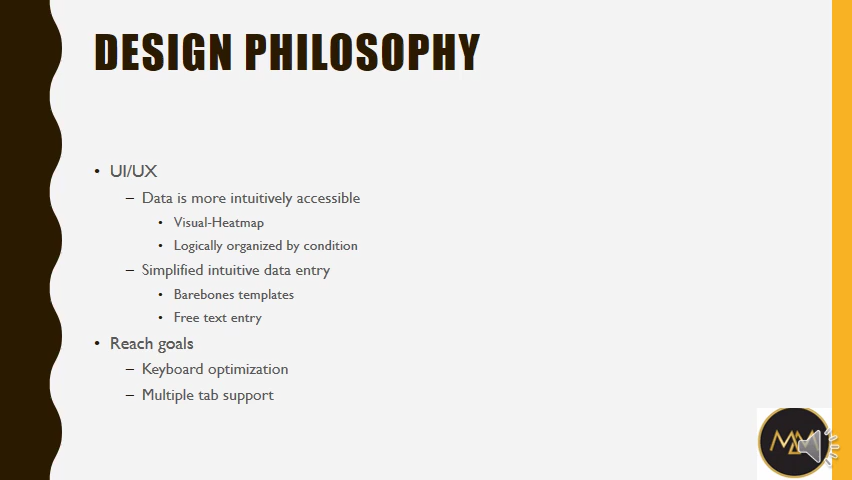 DESIGN PHILOSOPHY
• UI/UX
– Data is more intuitively accessible
• Visual-Heatmap
• Logically organized by condition
– Simplified intuitive data entry
• Barebones templates
• Free text entry
• Reach goals
– Keyboard optimization
– Multiple tab support